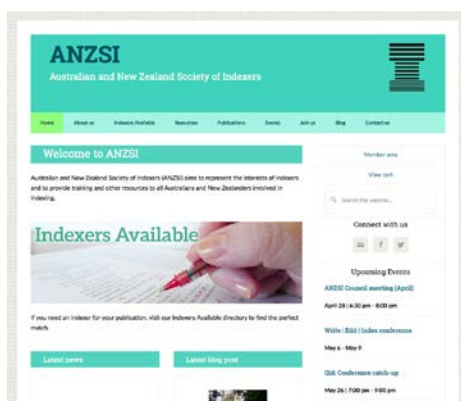 ANZSI
Australian and New Zealand Society of Indexers
Home About us Indexers Available Resources Publications Events Join us Blog Contact us
Welcome to ANZSI
Australian and New Zealand Society of Indexers (ANZSI) aims to represent the interests of indexers
and to provide training and other resources to all Australians and New Zealanders involved in
indexing.
Indexers Available
If you need an indexer for your publication, visit our Indexers Available directory to find the perfect
match.
Latest news
Latest blog post
Member area
View cart
Search this website...
Connect with us
Upcoming Events
ANZSI Council meeting (April)
April 28 | 6:30 pm - 8:00 pm
Write | Edit | Index conference
May 6 - May 9
Qld: Conference catch-up
May 26 | 7:00 pm - 9:00 pm